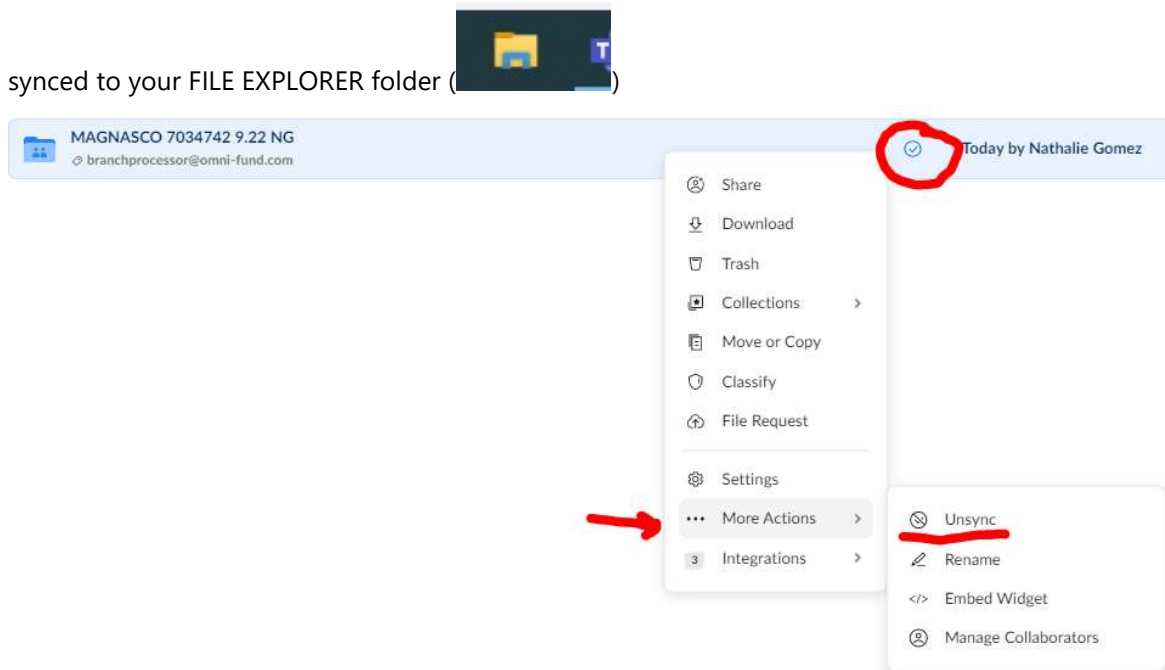 T
synced to your FILE EXPLORER folder ( )
MAGNASCO 7034742 9.22 NG
branchprocessor@omni-fund.com
Today by Nathalie Gomez
Share
Download
Trash
Collections >
Move or Copy
Classify
File Request
Settings
••• More Actions >
3 Integrations >
Unsync
Rename
</> Embed Widget
Manage Collaborators